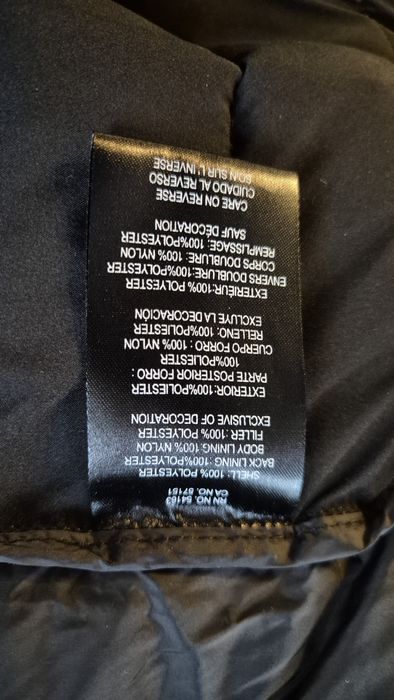 RN NO. 54163
CA NO. 57151
SHELL: 100% POLYESTER
BACK LINING: 100%POLYESTER
BODY LINING: 100% NYLON
FILLER : 100% POLYESTER
EXCLUSIVE OF DECORATION
EXTERIOR: 100%POLIESTER
PARTE POSTERIOR FORRO :
100%POLIESTER
CUERPO FORRO: 100% NYLON
RELLENO: 100%POLIESTER
EXCLUYE LA DECORACIÓN
EXTERIEUR:100% POLYESTER
ENVERS DOUBLURE:100%POLYESTER
CORPS DOUBLURE: 100% NYLON
REMPLISSAGE: 100%POLYESTER
SAUF DÉCORATION
CARE ON REVERSE
CUIDADO AL REVERSO
SOIN SUR L'INVERSE